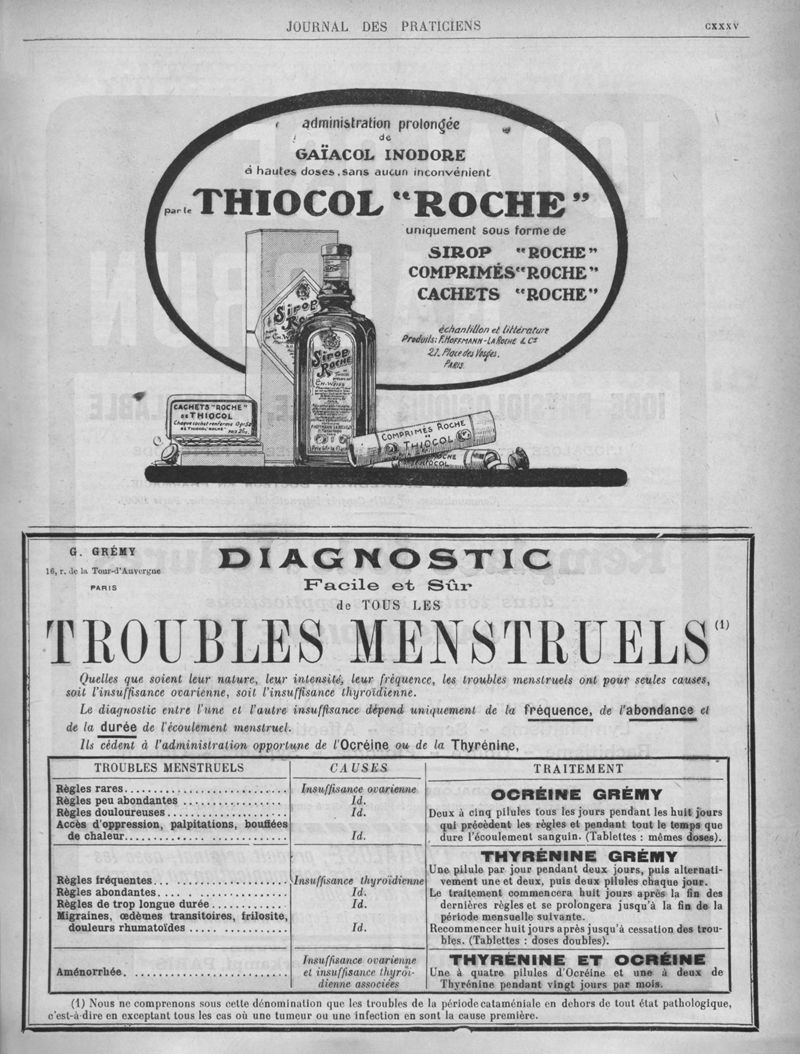 JOURNAL DES PRATICIENS
CXXXV
administration prolongée
de
GAÏACOL INODORE
á hautes doses, sans aucun inconvénient
par le THIOCOL "ROCHE"
uniquement sous forme de
SIROP "ROCHE"
COMPRIMÉS "ROCHE"
CACHETS "ROCHE"
échantillon et littérature
Produits: F. HOFFMANN-LA ROCHE & Cº
21. Place des Vosges.
PARIS
SIROP
SIROP
ROCHE
CH. WEISS
CACHETS "ROCHE"
DE THIOCOL
Chaque cachet renferme 0gr50
DE THIOCOL "ROCHE"
COMPRIMÉS ROCHE
THIOCOL
ROCHE
THIOCOL
G. GRÉMY
16, r. de la Tour-d'Auvergne
PARIS
DIAGNOSTIC
Facile et Sûr
de TOUS LES
TROUBLES MENSTRUELS (1)
Quelles que soient leur nature, leur intensité, leur fréquence, les troubles menstruels ont pour seules causes,
soit l'insuffisance ovarienne, soit l'insuffisance thyroïdienne.
Le diagnostic entre l'une et l'autre insuffisance dépend uniquement de la fréquence, de l'abondance et
de la durée de l'écoulement menstruel.
Ils cèdent à l'administration opportune de l'Ocréine ou de la Thyrénine,
TROUBLES MENSTRUELS
CAUSES
TRAITEMENT
Règles rares
Insuffisance ovarienne
Règles peu abondantes
Id.
Règles douloureuses
Id.
Accès d'oppression, palpitations, bouffées
de chaleur
Id.
OCRÉINE GRÉMY
Deux à cinq pilules tous les jours pendant les huit jours
qui précèdent les règles et pendant tout le temps que
dure l'écoulement sanguin. (Tablettes : mêmes doses).
Règles fréquentes
Insuffisance thyroïdienne
Règles abondantes
Id.
Règles de trop longue durée
Id.
Migraines, œdèmes transitoires, frilosité,
douleurs rhumatoïdes
Id.
THYRÉNINE GRÉMY
Une pilule par jour pendant deux jours, puis alternati-
vement une et deux, puis deux pilules chaque jour.
Le traitement commencera huit jours après la fin des
dernières règles et se prolongera jusqu'à la fin de la
période mensuelle suivante.
Recommencer huit jours après jusqu'à cessation des trou-
bles. (Tablettes : doses doubles).
Aménorrhée
Insuffisance ovarienne
et insuffisance thyroï-
dienne associées
THYRÉNINE ET OCRÉINE
Une à quatre pilules d'Ocréine et une à deux de
Thyrénine pendant vingt jours par mois.
(1) Nous ne comprenons sous cette dénomination que les troubles de la période cataméniale en dehors de tout état pathologique,
c'est-à-dire en exceptant tous les cas où une tumeur ou une infection en sont la cause première.